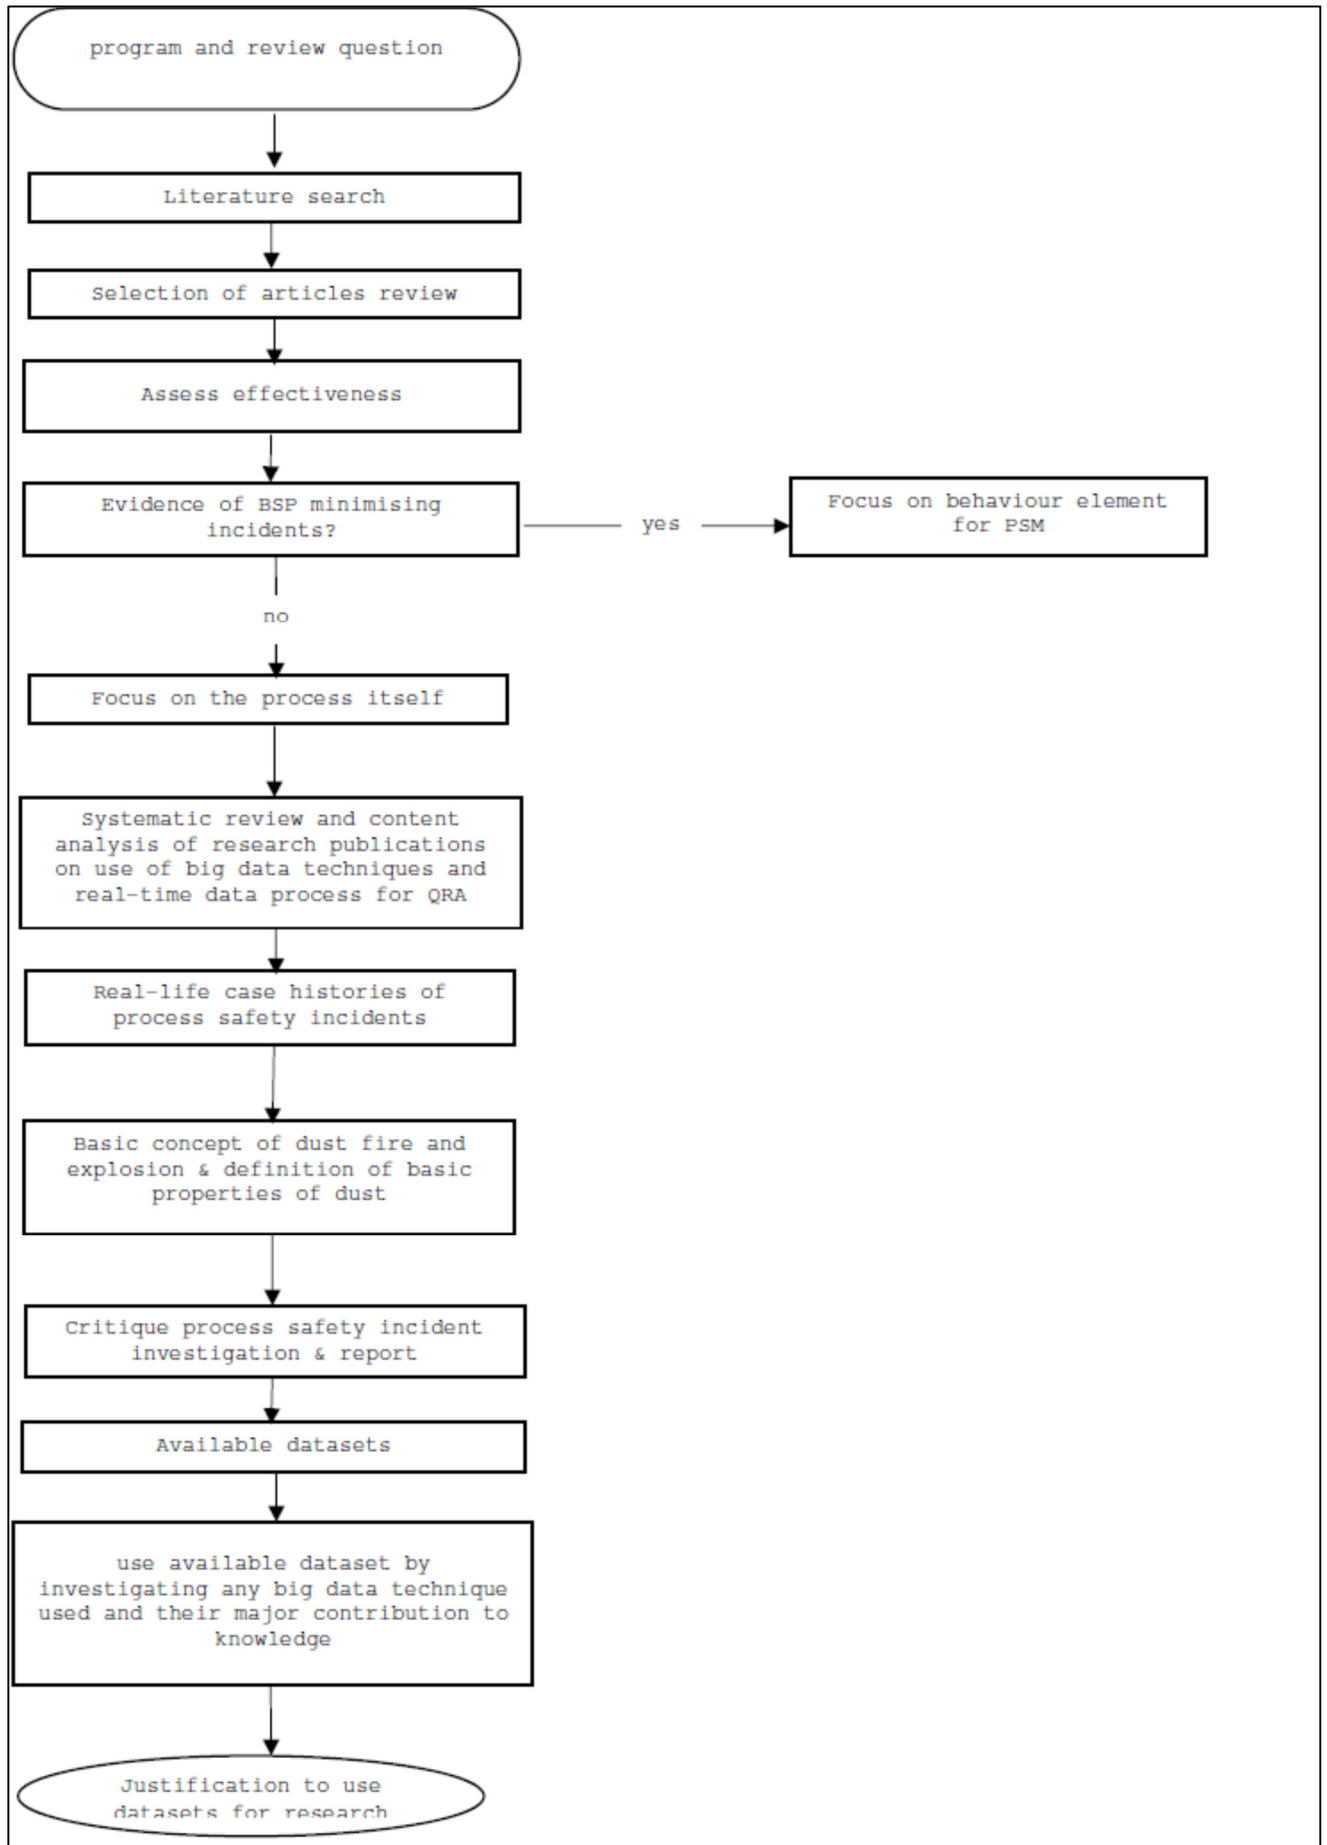 program and review question
Literature search
Selection of articles review
Assess effectiveness
Evidence of BSP minimising
incidents?
yes
Focus on behaviour element
for PSM
no
Focus on the process itself
Systematic review and content
analysis of research publications
on use of big data techniques and
real-time data process for QRA
Real-life case histories of
process safety incidents
Basic concept of dust fire and
explosion & definition of basic
properties of dust
Critique process safety incident
investigation & report
Available datasets
use available dataset by
investigating any big data technique
used and their major contribution to
knowledge
Justification to use
datasets for research